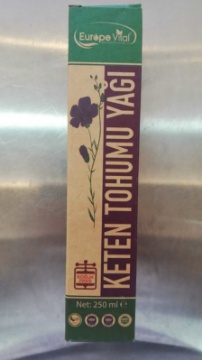 Europe Vital
KETEN TOHUMU YAĞI
Net: 250 ml e